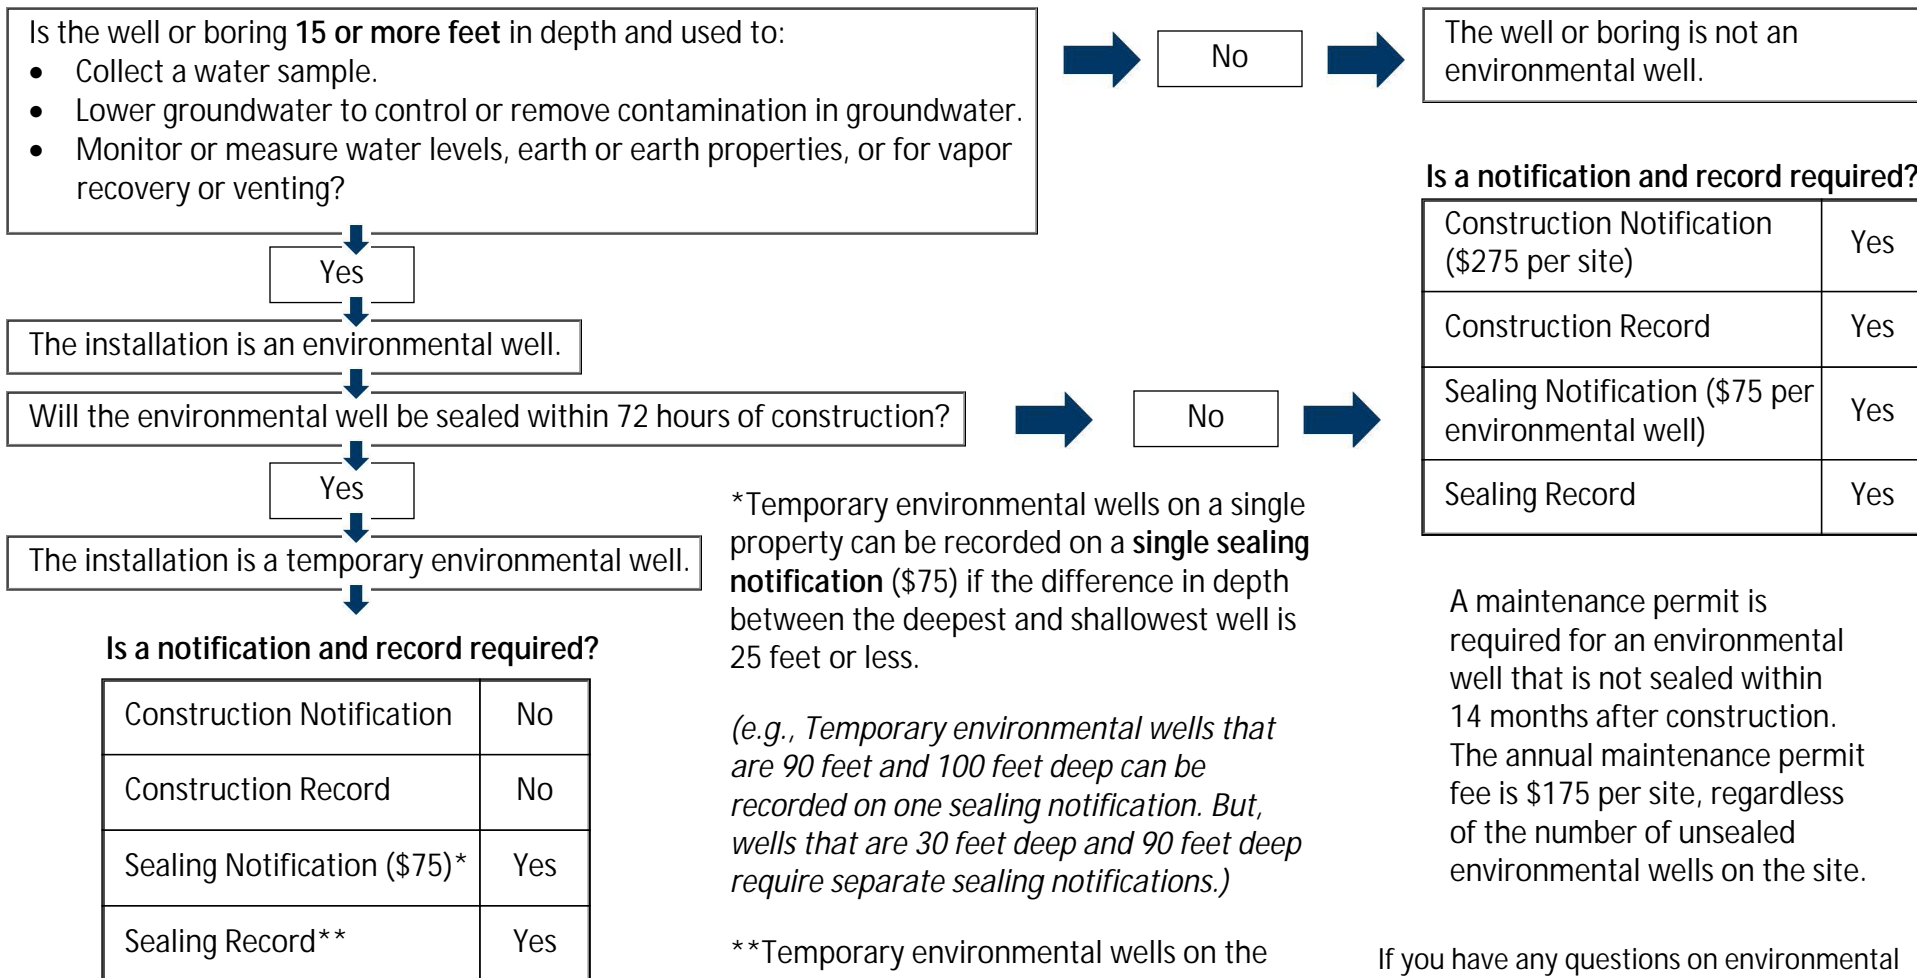 Is the well or boring 15 or more feet in depth and used to:
• Collect a water sample.
• Lower groundwater to control or remove contamination in groundwater.
• Monitor or measure water levels, earth or earth properties, or for vapor
recovery or venting?
No
The well or boring is not an
environmental well.
Yes
The installation is an environmental well.
Will the environmental well be sealed within 72 hours of construction?
No
Is a notification and record required?
Construction Notification
($275 per site)
Yes
Construction Record
Yes
Sealing Notification ($75 per
environmental well)
Yes
Sealing Record
Yes
A maintenance permit is
required for an environmental
well that is not sealed within
14 months after construction.
The annual maintenance permit
fee is $175 per site, regardless
of the number of unsealed
environmental wells on the site.
Yes
The installation is a temporary environmental well.
Is a notification and record required?
Construction Notification
No
Construction Record
No
Sealing Notification ($75)*
Yes
Sealing Record**
Yes
*Temporary environmental wells on a single
property can be recorded on a single sealing
notification ($75) if the difference in depth
between the deepest and shallowest well is
25 feet or less.
(e.g., Temporary environmental wells that
are 90 feet and 100 feet deep can be
recorded on one sealing notification. But,
wells that are 30 feet deep and 90 feet deep
require separate sealing notifications.)
**Temporary environmental wells on the
If you have any questions on environmental